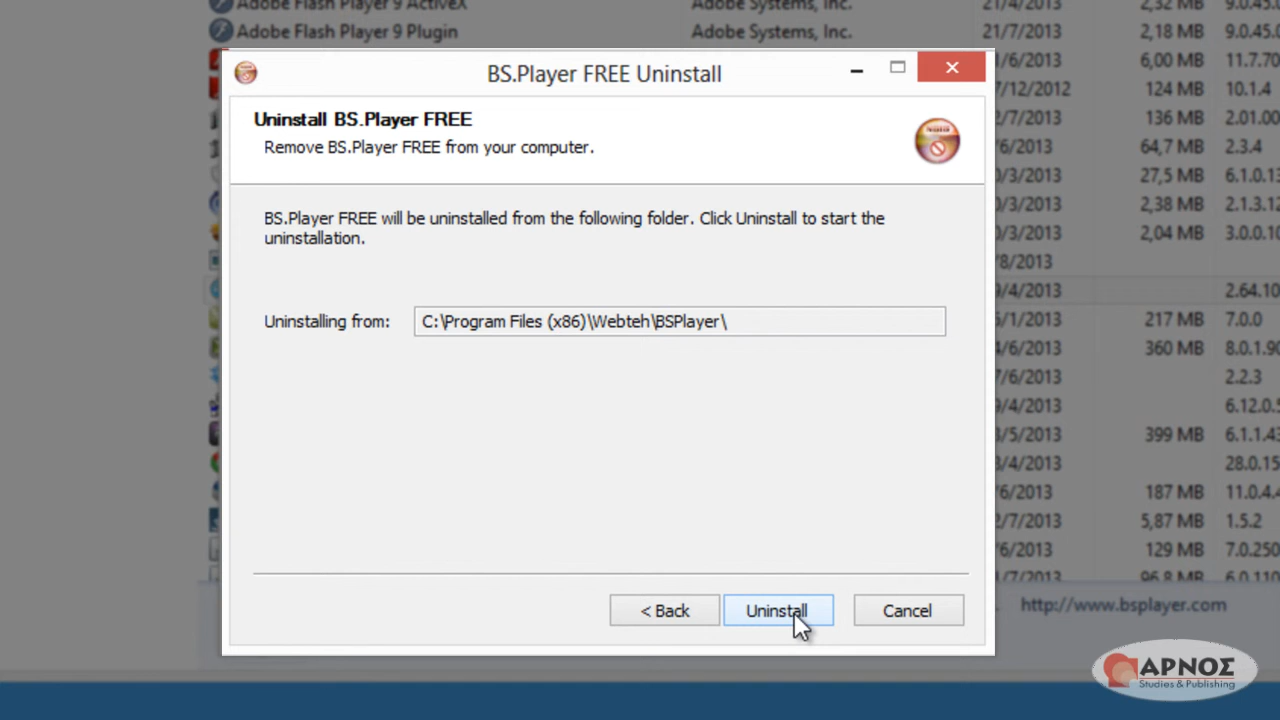 Adobe Flash Player 9 ActiveX Adobe Systems, Inc. 21/4/2013 2,32 MB 9.0.45.0
Adobe Flash Player 9 Plugin Adobe Systems, Inc. 21/7/2013 2,18 MB 9.0.45.0
/6/2013 6,00 MB 11.7.70
7/12/2012 124 MB 10.1.4
2/7/2013 136 MB 2.01.00
/6/2013 64,7 MB 2.3.4
0/3/2013 27,5 MB 6.1.0.13
0/3/2013 2,38 MB 2.1.3.12
0/3/2013 2,04 MB 3.0.0.10
/8/2013
9/4/2013 2.64.10
5/1/2013 217 MB 7.0.0
4/6/2013 360 MB 8.0.1.90
7/6/2013 2.2.3
9/4/2013 6.12.0.5
3/5/2013 399 MB 6.1.1.43
3/4/2013 28.0.15
/6/2013 187 MB 11.0.4.4
2/7/2013 5,87 MB 1.5.2
/6/2013 129 MB 7.0.250
1/7/2013 96,8 MB 6.0.110
http://www.bsplayer.com
BS.Player FREE Uninstall
Uninstall BS.Player FREE
Remove BS.Player FREE from your computer.
BS.Player FREE will be uninstalled from the following folder. Click Uninstall to start the
uninstallation.
Uninstalling from: C:\Program Files (x86)\Webteh\BSPlayer\
< Back Uninstall Cancel
ΑΡΝΟΣ
Studies & Publishing